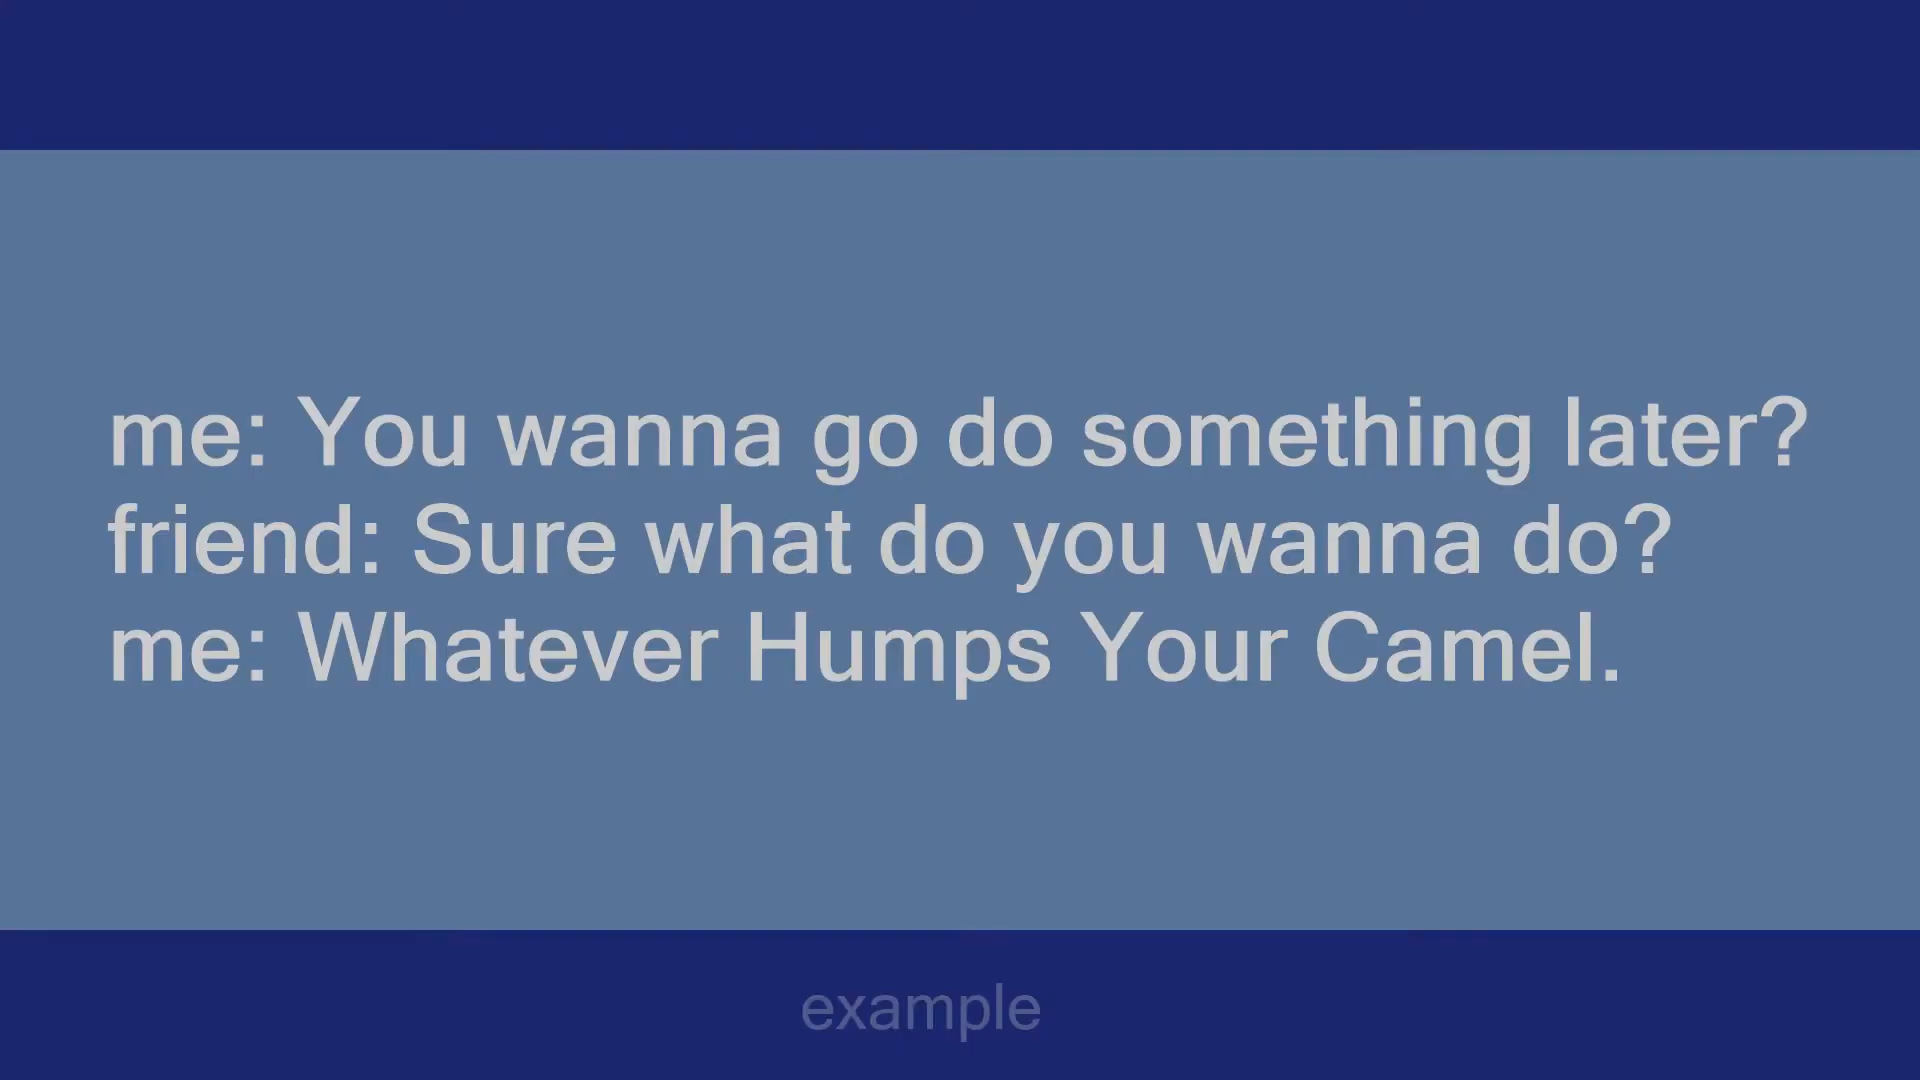 me: You wanna go do something later?
friend: Sure what do you wanna do?
me: Whatever Humps Your Camel.
example